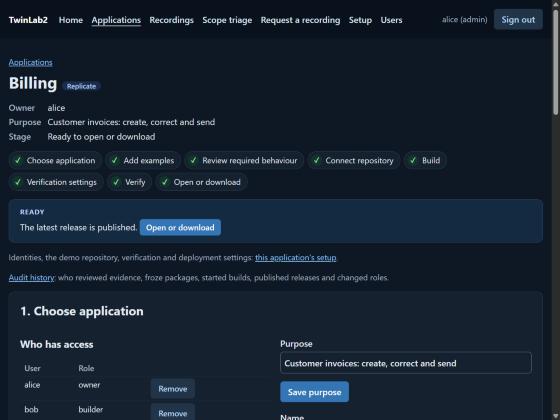 TwinLab2 Home Applications Recordings Scope triage Request a recording Setup Users alice (admin) Sign out
Applications
Billing Replicate
Owner alice
Purpose Customer invoices: create, correct and send
Stage Ready to open or download
✓ Choose application ✓ Add examples ✓ Review required behaviour ✓ Connect repository ✓ Build
✓ Verification settings ✓ Verify ✓ Open or download
READY
The latest release is published. Open or download
Identities, the demo repository, verification and deployment settings: this application's setup.
Audit history: who reviewed evidence, froze packages, started builds, published releases and changed roles.
1. Choose application
Who has access
User Role
alice owner Remove
bob builder Remove
Purpose
Customer invoices: create, correct and send
Save purpose
Name